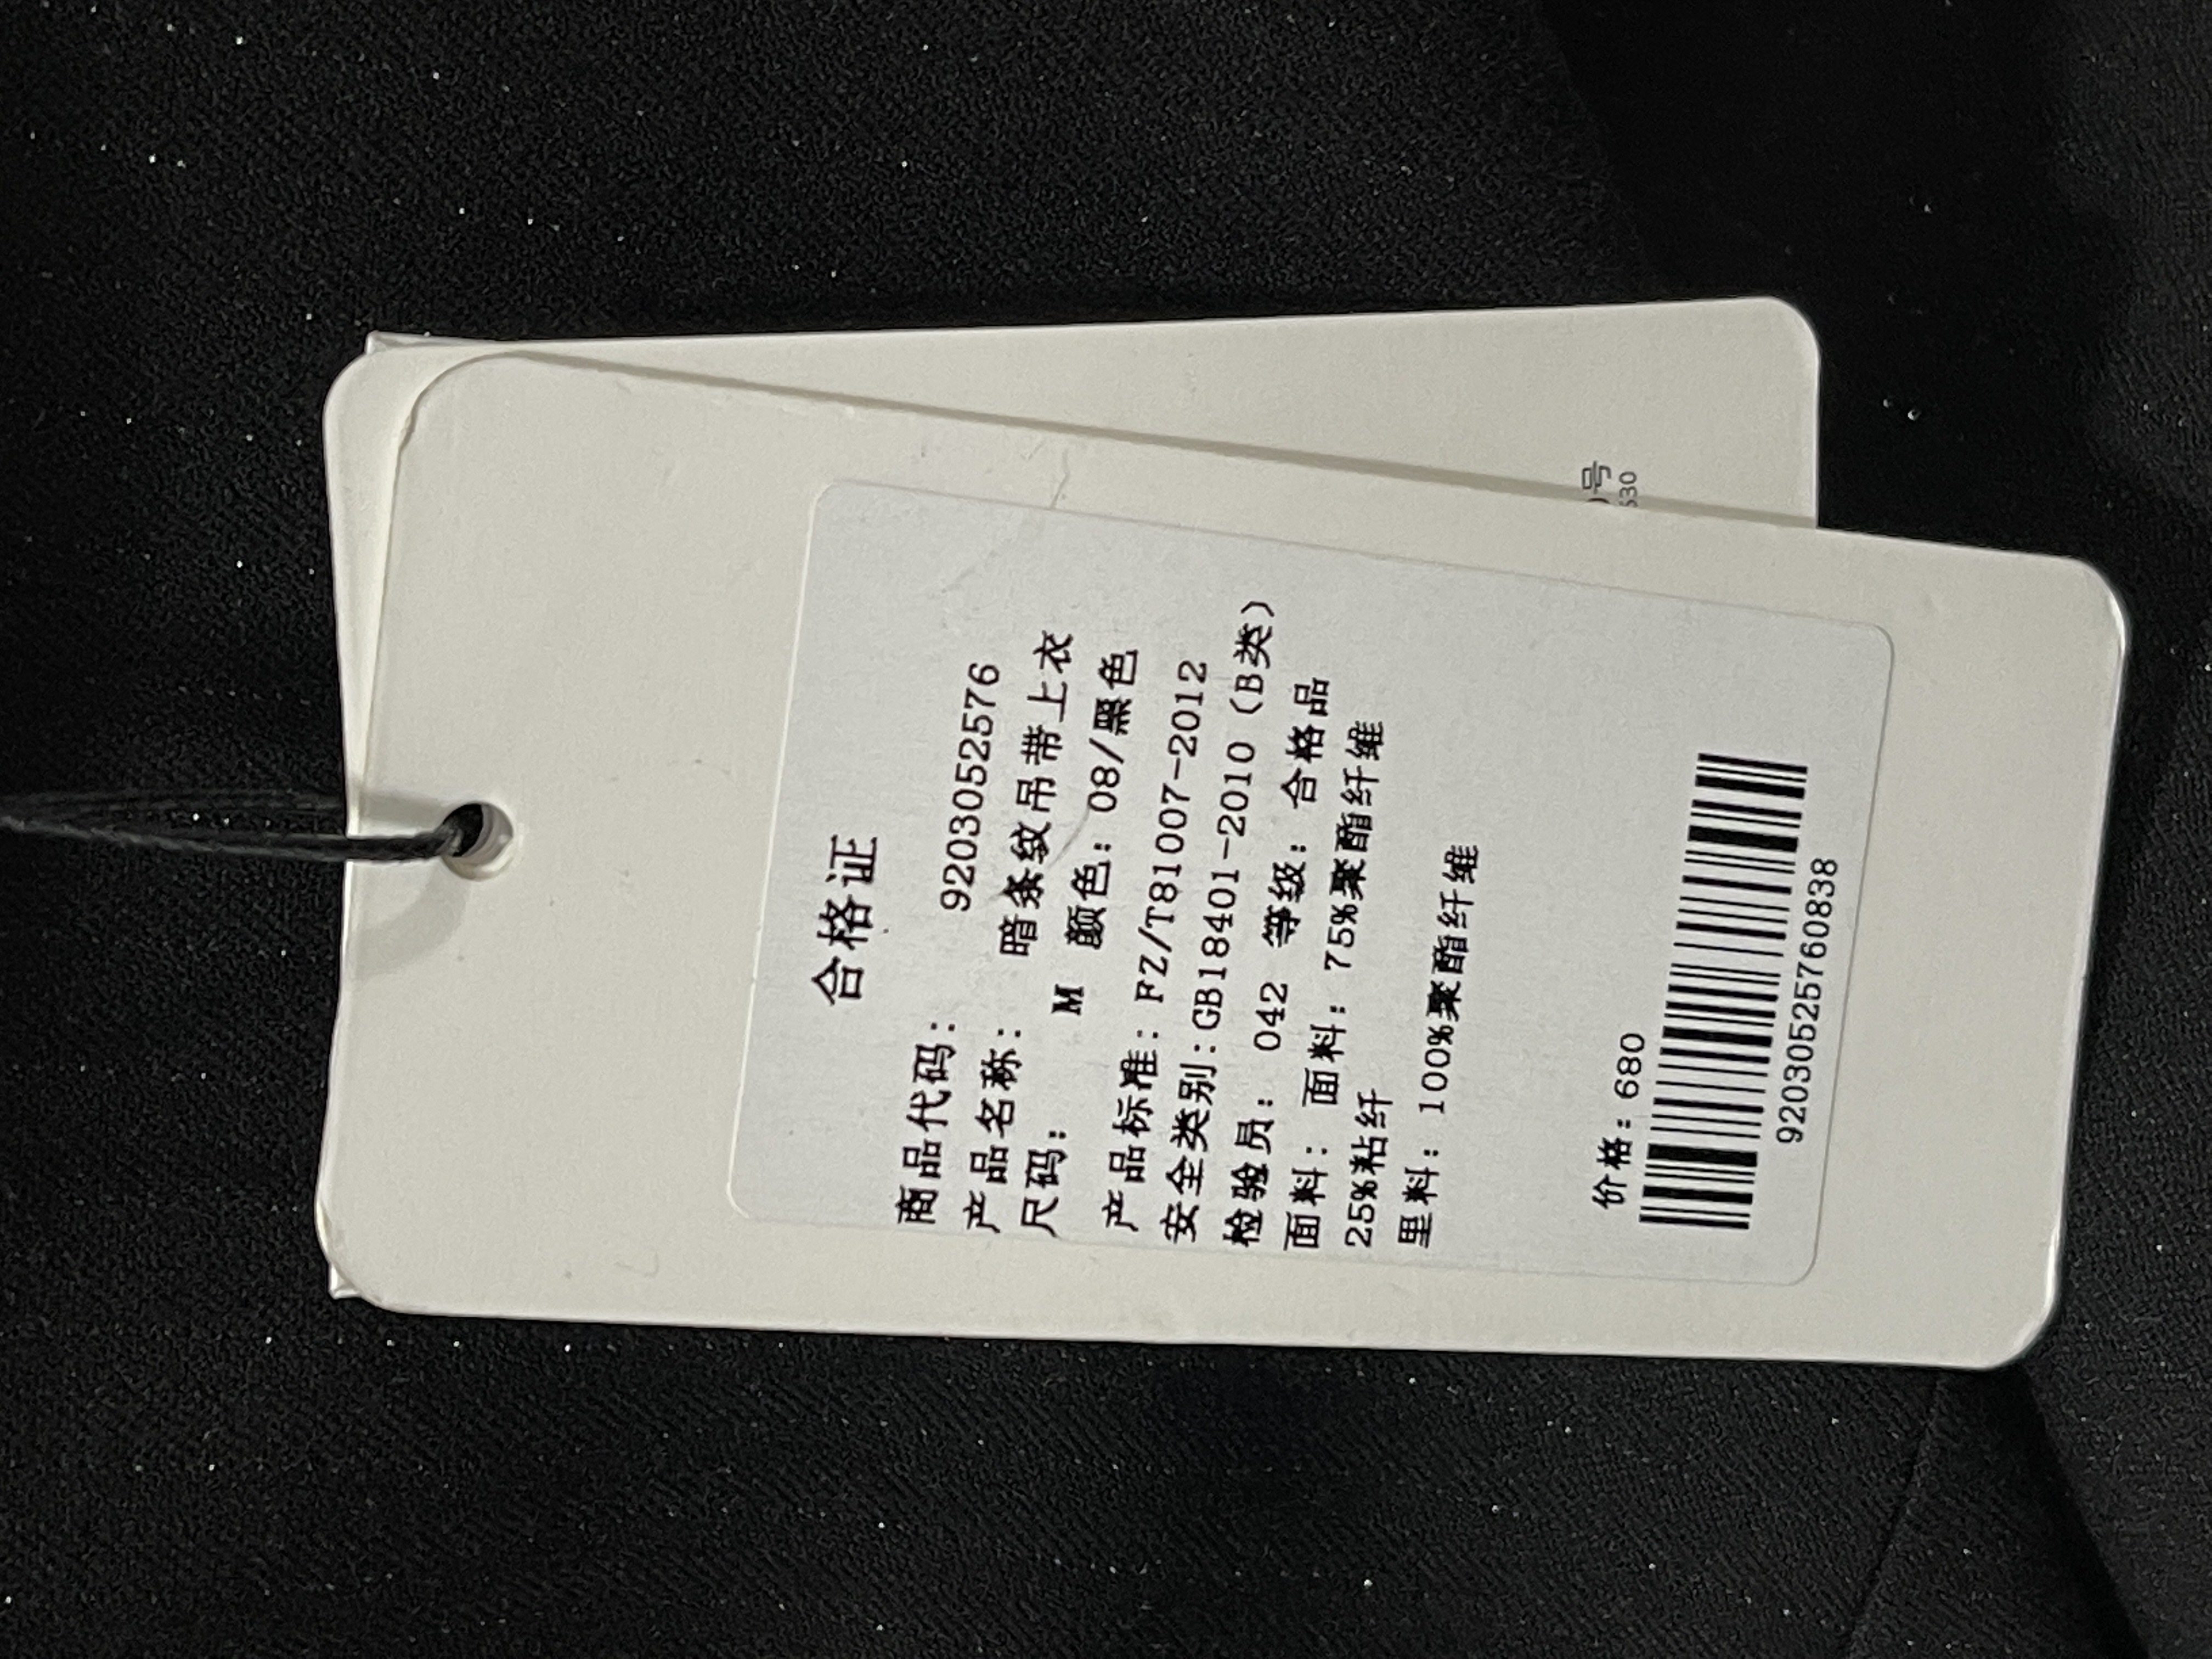 合格证
商品代码： 9203052576
产品名称： 暗条纹吊带上衣
尺码： M 颜色：08/黑色
产品标准：FZ/T81007-2012
安全类别：GB18401-2010（B类）
检验员：042 等级：合格品
面料： 面料：75%聚酯纤维
25%粘纤
里料：100%聚酯纤维
价格：680
92030525760838
号